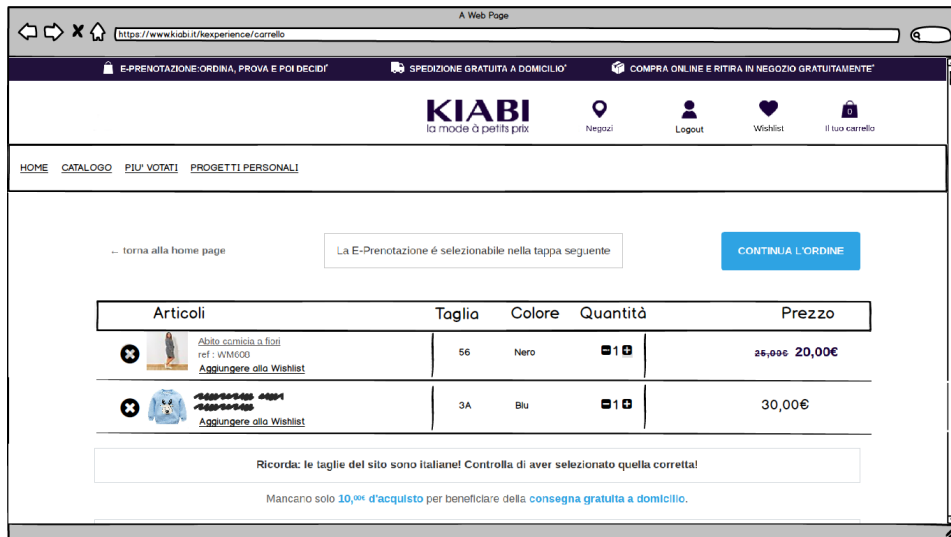 A Web Page
https://www.kiabi.it/kexperience/carrello
E-PRENOTAZIONE:ORDINA, PROVA E POI DECIDI*
SPEDIZIONE GRATUITA A DOMICILIO*
COMPRA ONLINE E RITIRA IN NEGOZIO GRATUITAMENTE*
KIABI
la mode à petits prix
Negozi
Logout
Wishlist
0
Il tuo carrello
HOME CATALOGO PIU' VOTATI PROGETTI PERSONALI
← torna alla home page
La E-Prenotazione é selezionabile nella tappa seguente
CONTINUA L'ORDINE
Articoli Taglia Colore Quantità Prezzo
Abito camicia a fiori
ref : WM608
Aggiungere alla Wishlist
56 Nero 1 25,00€ 20,00€
Aggiungere alla Wishlist
3A Blu 1 30,00€
Ricorda: le taglie del sito sono italiane! Controlla di aver selezionato quella corretta!
Mancano solo 10,00€ d'acquisto per beneficiare della consegna gratuita a domicilio.